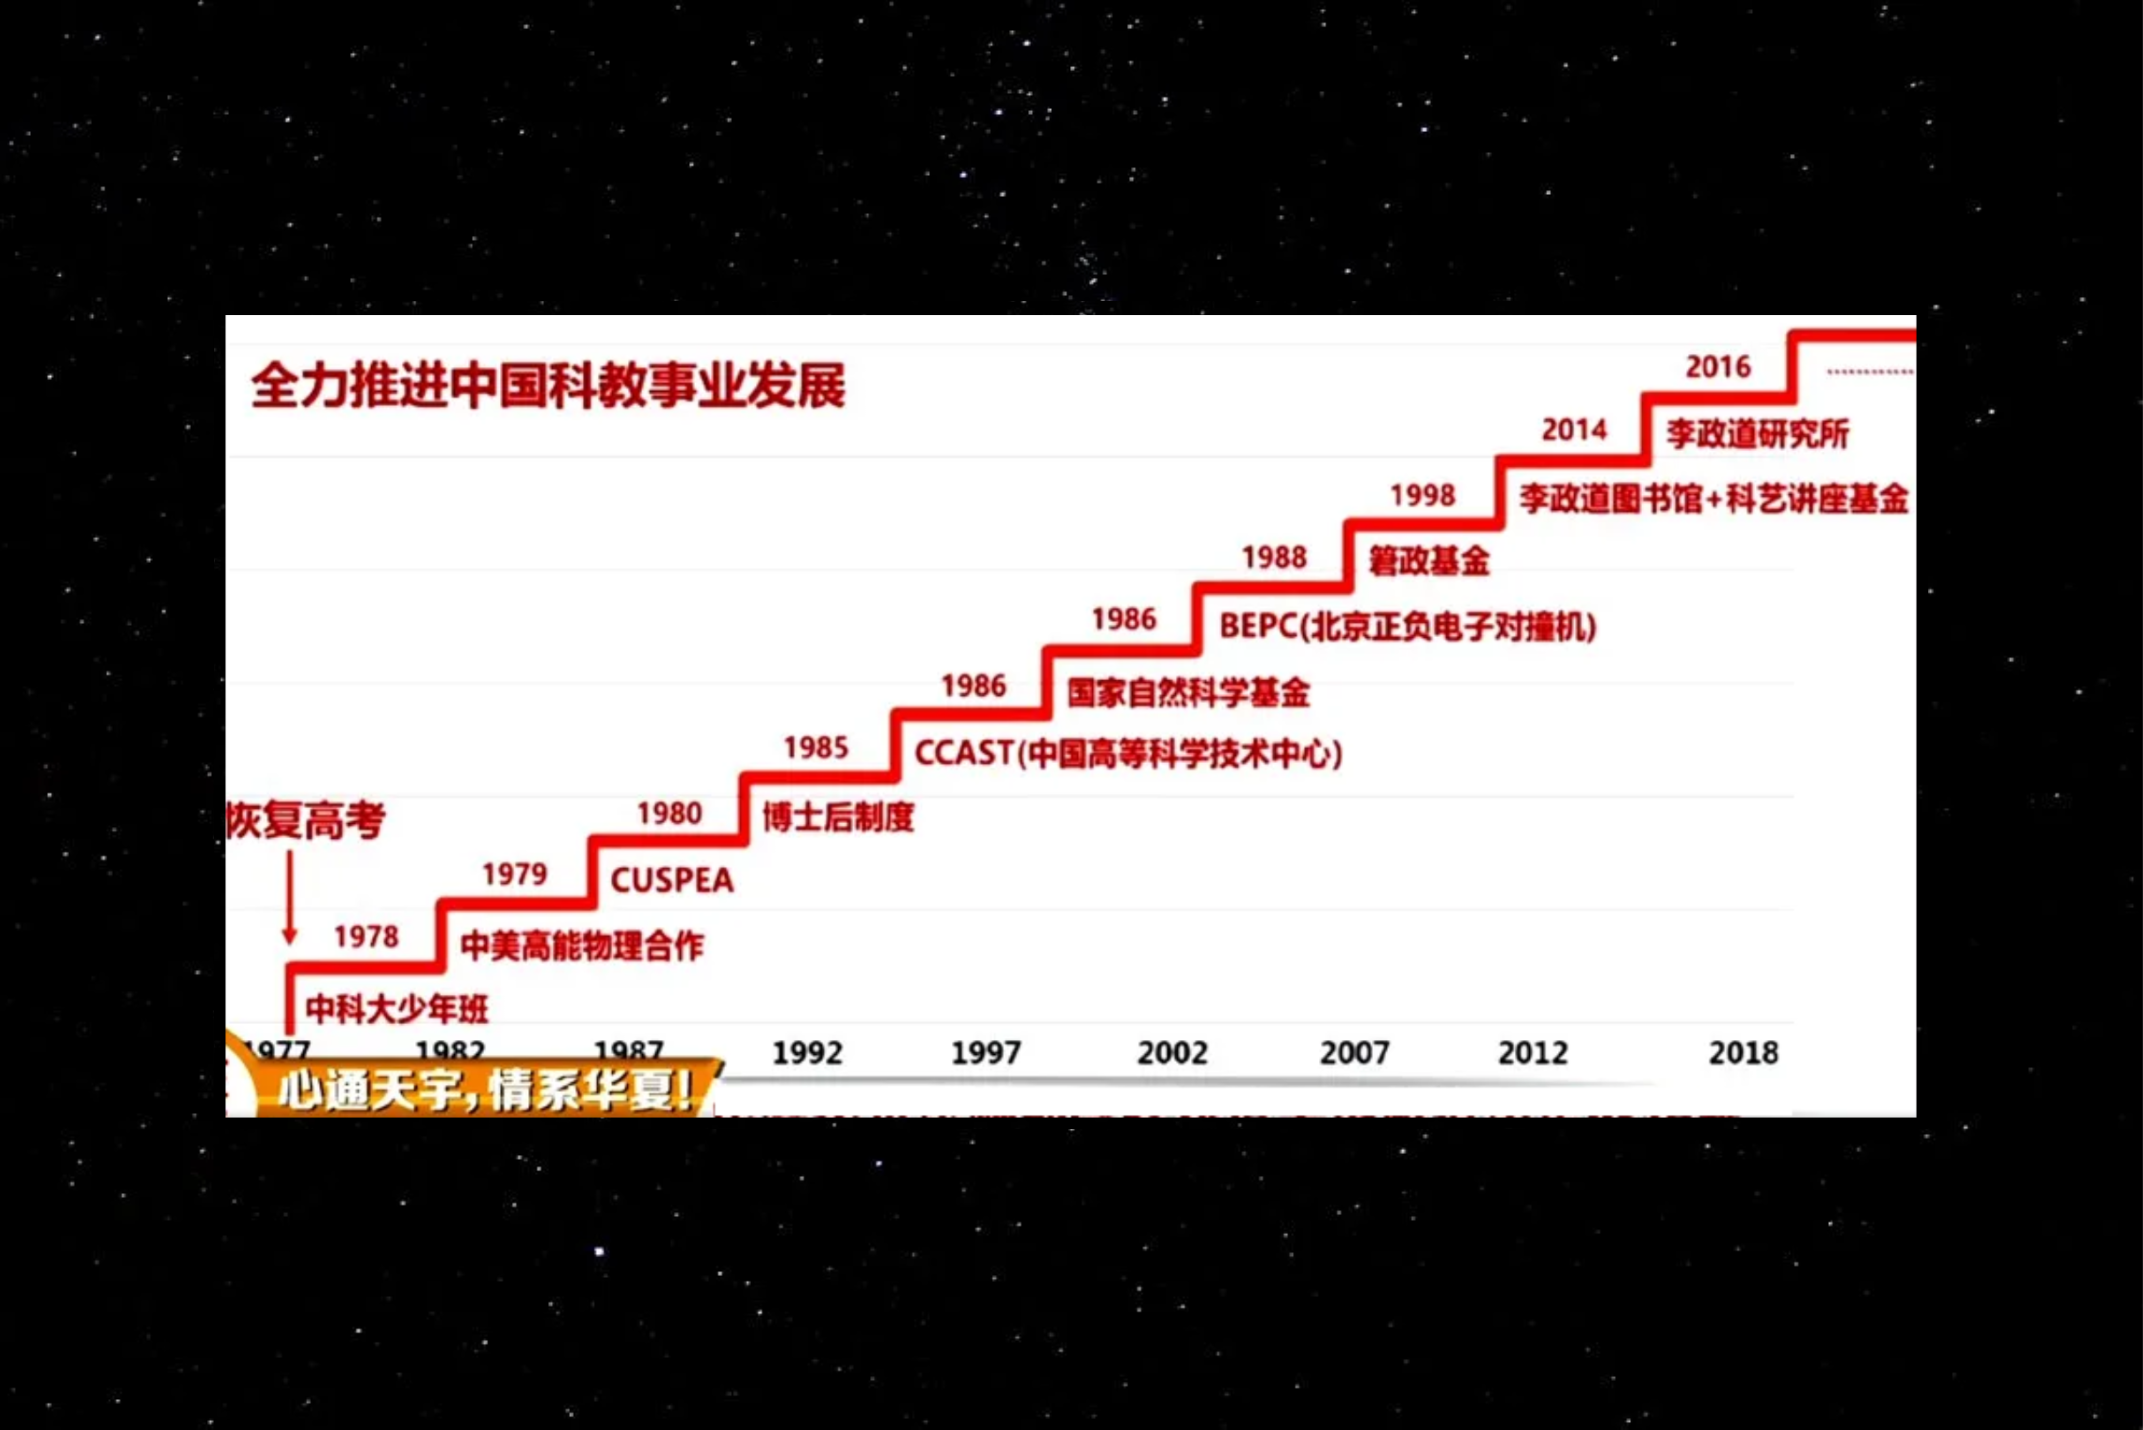 全力推进中国科教事业发展
2016
李政道研究所
2014
李政道图书馆+科艺讲座基金
1998
箬政基金
1988
BEPC(北京正负电子对撞机)
1986
国家自然科学基金
1986
CCAST(中国高等科学技术中心)
1985
博士后制度
1980
CUSPEA
1979
中美高能物理合作
恢复高考
1978
中科大少年班
1977 1982 1987 1992 1997 2002 2007 2012 2018
心通天宇,情系华夏!